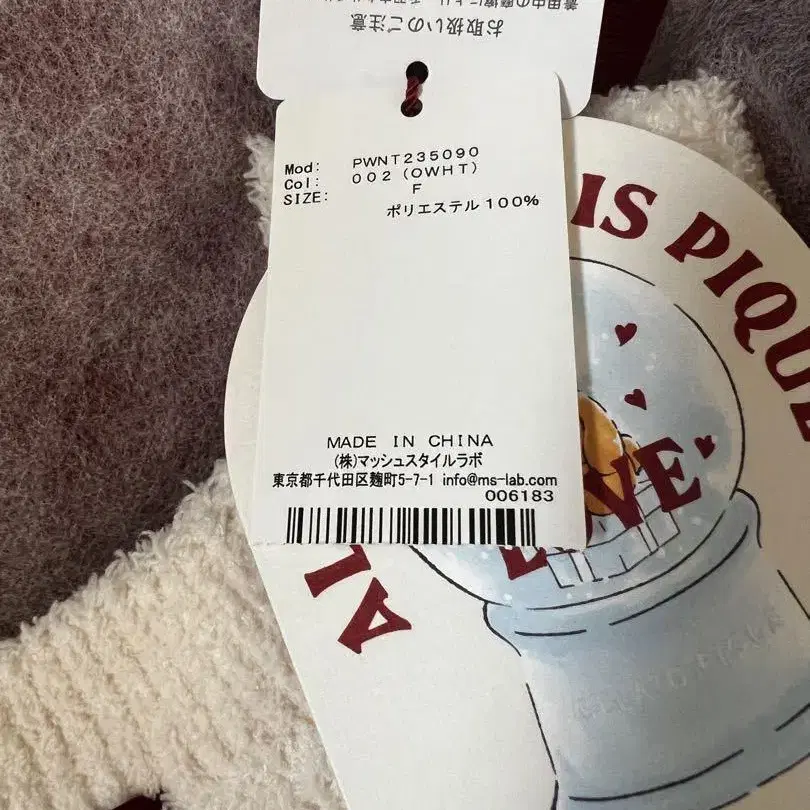 お取扱いのご注意
Mod: PWNT235090
Col: 002(OWHT)
SIZE: F
ポリエステル100%
MADE IN CHINA
(株)マッシュスタイルラボ
東京都千代田区麹町5-7-1 info@ms-lab.com
006183
IS PIQUE
LOVE